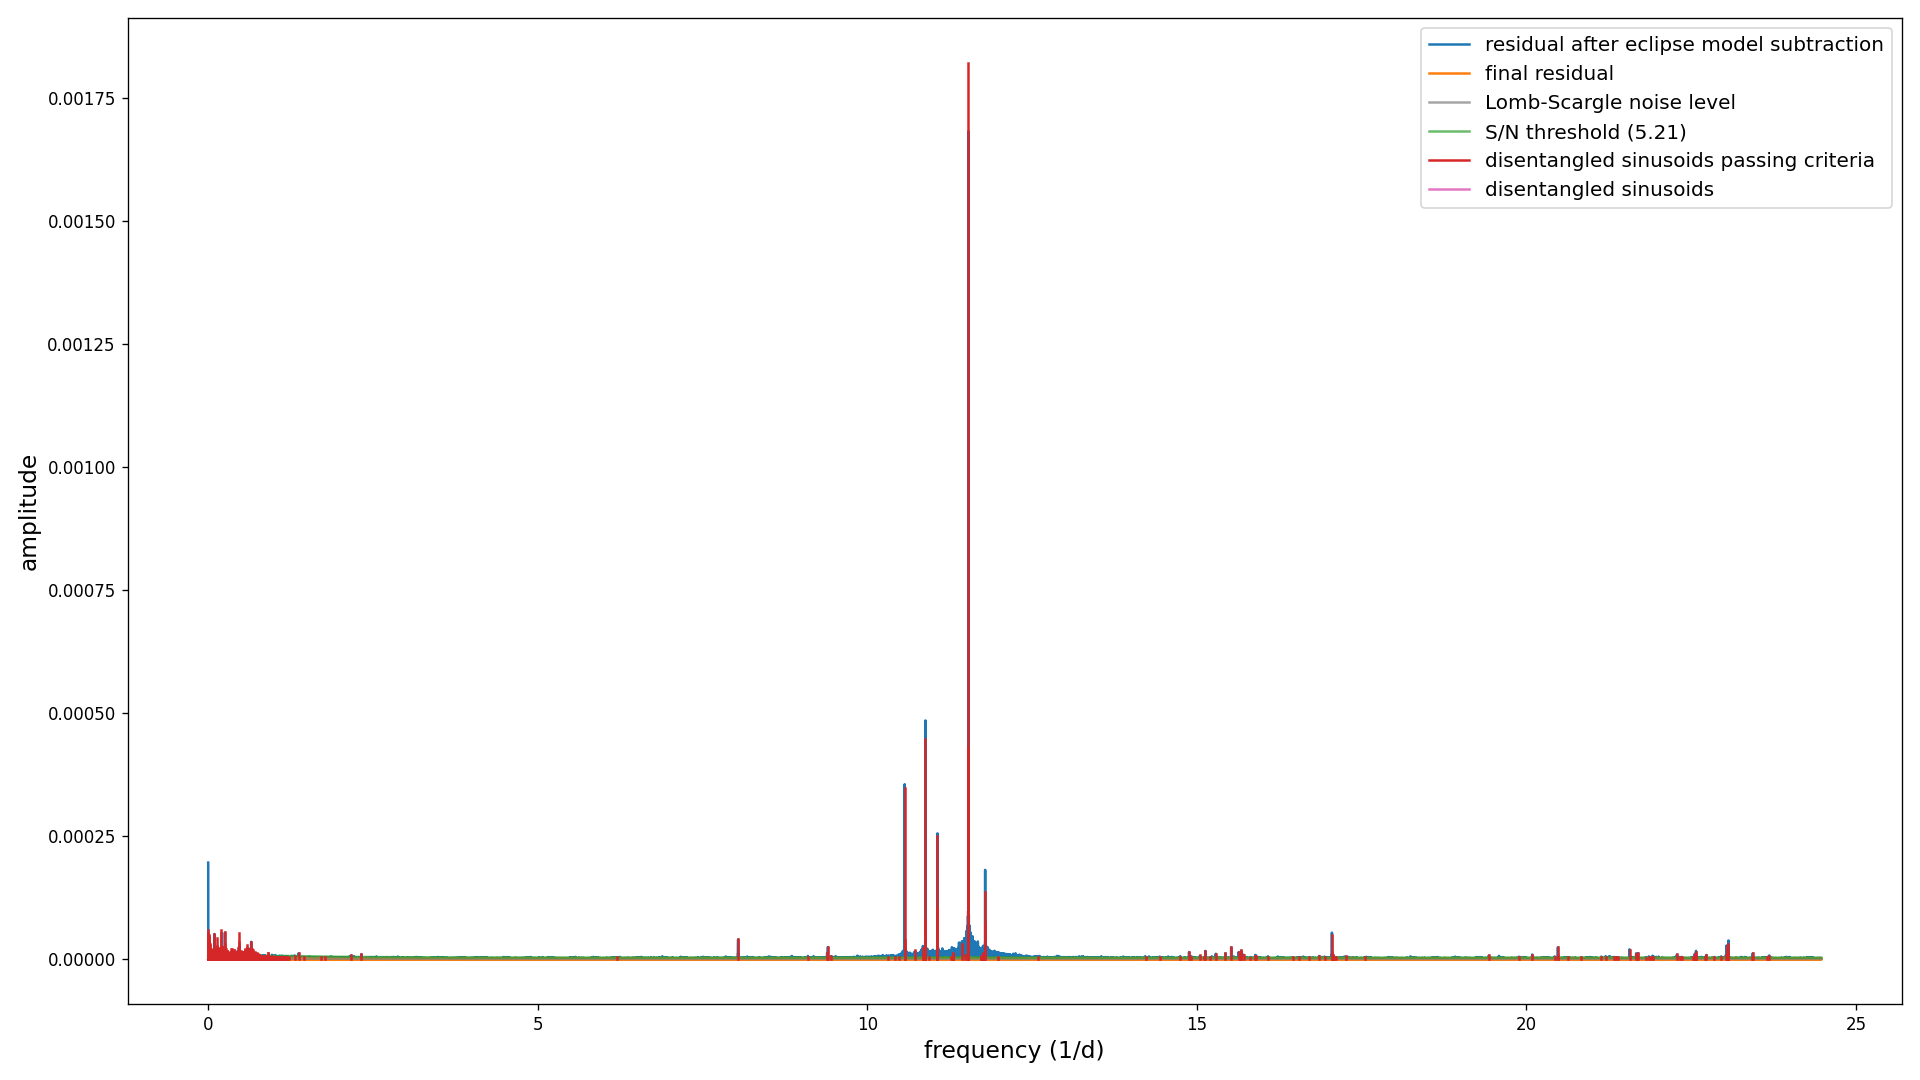 residual after eclipse model subtraction
final residual
Lomb-Scargle noise level
S/N threshold (5.21)
disentangled sinusoids passing criteria
disentangled sinusoids
amplitude
0.00175
0.00150
0.00125
0.00100
0.00075
0.00050
0.00025
0.00000
0 5 10 15 20 25
frequency (1/d)